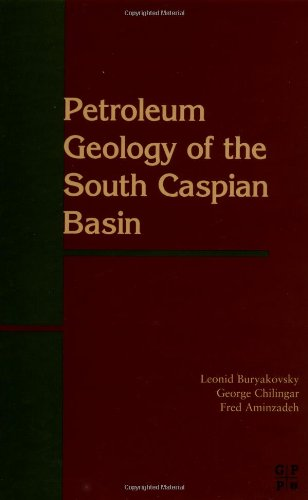 Petroleum
Geology of the
South Caspian
Basin
Leonid Buryakovsky
George Chilingar
Fred Aminzadeh
G P
P